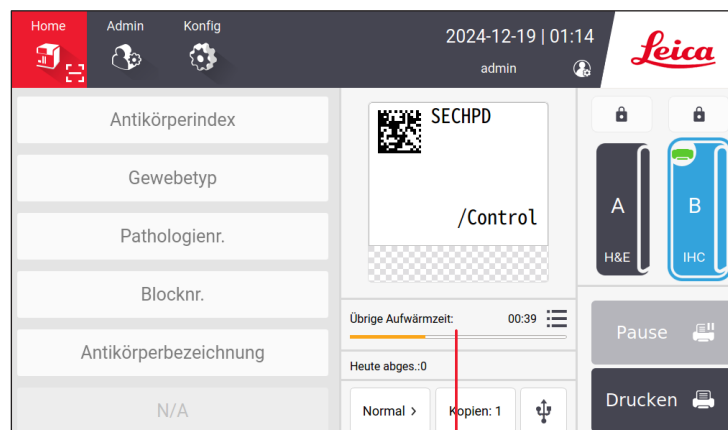 Home
Admin
Konfig
2024-12-19 | 01:14
admin
Leica
Antikörperindex
Gewebetyp
Pathologienr.
Blocknr.
Antikörperbezeichnung
N/A
SECHPD
/Control
Übrige Aufwärmzeit: 00:39
Heute abges.:0
Normal >
Kopien: 1
A
H&E
B
IHC
Pause
Drucken